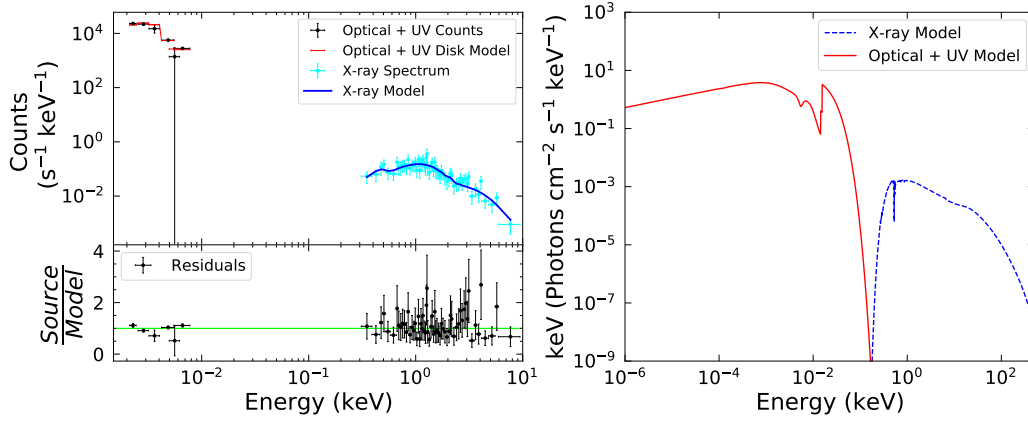 10⁴
10²
10⁰
10⁻²
Counts
(s⁻¹ keV⁻¹)
Optical + UV Counts
Optical + UV Disk Model
X-ray Spectrum
X-ray Model
4
2
0
Source
Model
Residuals
10⁻² 10⁻¹ 10⁰ 10¹
Energy (keV)
10³
10¹
10⁻¹
10⁻³
10⁻⁵
10⁻⁷
10⁻⁹
keV (Photons cm⁻² s⁻¹ keV⁻¹)
X-ray Model
Optical + UV Model
10⁻⁶ 10⁻⁴ 10⁻² 10⁰ 10²
Energy (keV)